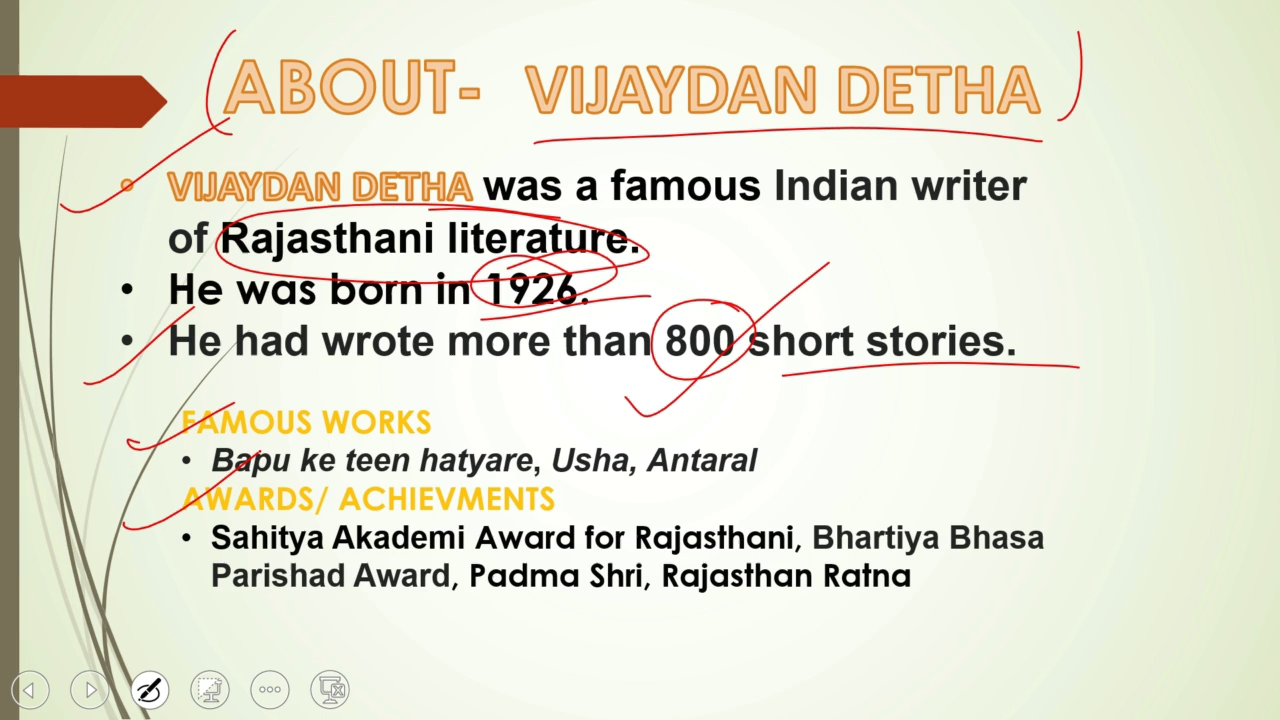 ABOUT- VIJAYDAN DETHA
• VIJAYDAN DETHA was a famous Indian writer
of Rajasthani literature.
• He was born in 1926.
• He had wrote more than 800 short stories.
FAMOUS WORKS
• Bapu ke teen hatyare, Usha, Antaral
AWARDS/ ACHIEVMENTS
• Sahitya Akademi Award for Rajasthani, Bhartiya Bhasa
Parishad Award, Padma Shri, Rajasthan Ratna